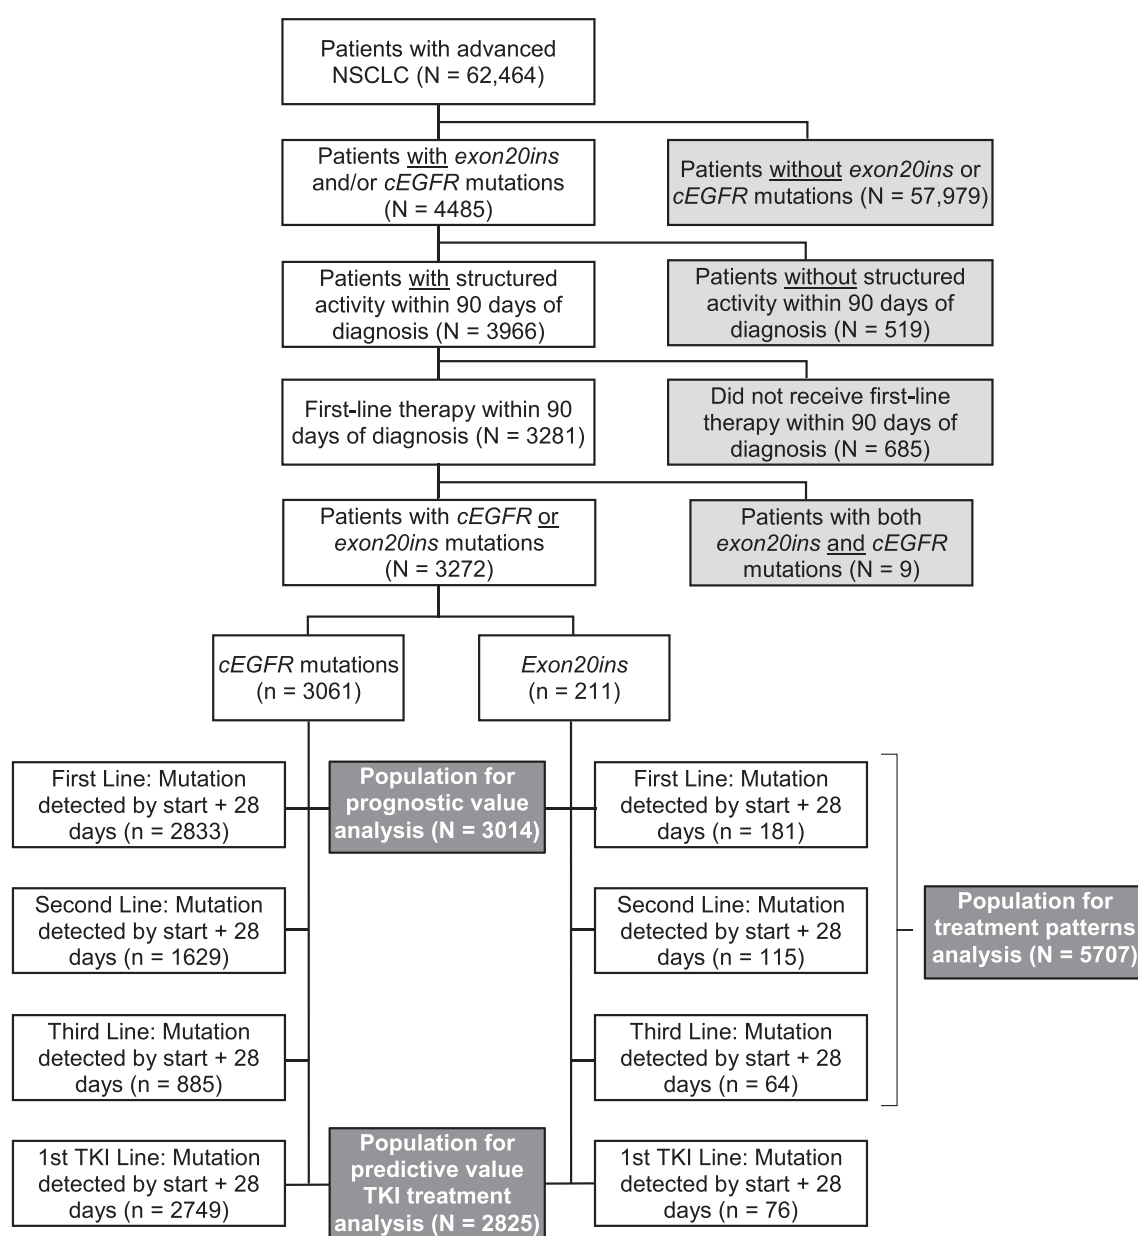 Patients with advanced
NSCLC (N = 62,464)
Patients with exon20ins
and/or cEGFR mutations
(N = 4485)
Patients without exon20ins or
cEGFR mutations (N = 57,979)
Patients with structured
activity within 90 days of
diagnosis (N = 3966)
Patients without structured
activity within 90 days of
diagnosis (N = 519)
First-line therapy within 90
days of diagnosis (N = 3281)
Did not receive first-line
therapy within 90 days of
diagnosis (N = 685)
Patients with cEGFR or
exon20ins mutations
(N = 3272)
Patients with both
exon20ins and cEGFR
mutations (N = 9)
cEGFR mutations
(n = 3061)
Exon20ins
(n = 211)
First Line: Mutation
detected by start + 28
days (n = 2833)
Population for
prognostic value
analysis (N = 3014)
First Line: Mutation
detected by start + 28
days (n = 181)
Second Line: Mutation
detected by start + 28
days (n = 1629)
Second Line: Mutation
detected by start + 28
days (n = 115)
Population for
treatment patterns
analysis (N = 5707)
Third Line: Mutation
detected by start + 28
days (n = 885)
Third Line: Mutation
detected by start + 28
days (n = 64)
1st TKI Line: Mutation
detected by start + 28
days (n = 2749)
Population for
predictive value
TKI treatment
analysis (N = 2825)
1st TKI Line: Mutation
detected by start + 28
days (n = 76)